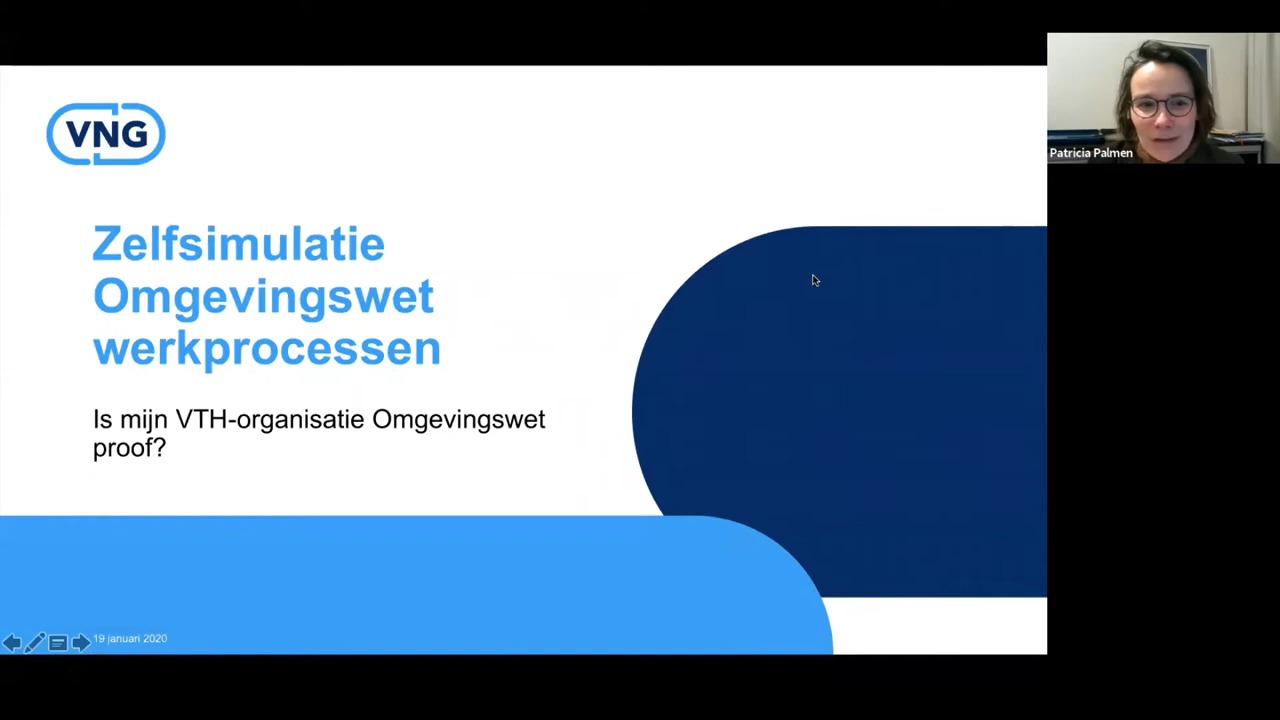 VNG
Patricia Palmen
Zelfsimulatie
Omgevingswet
werkprocessen
Is mijn VTH-organisatie Omgevingswet
proof?
19 januari 2020